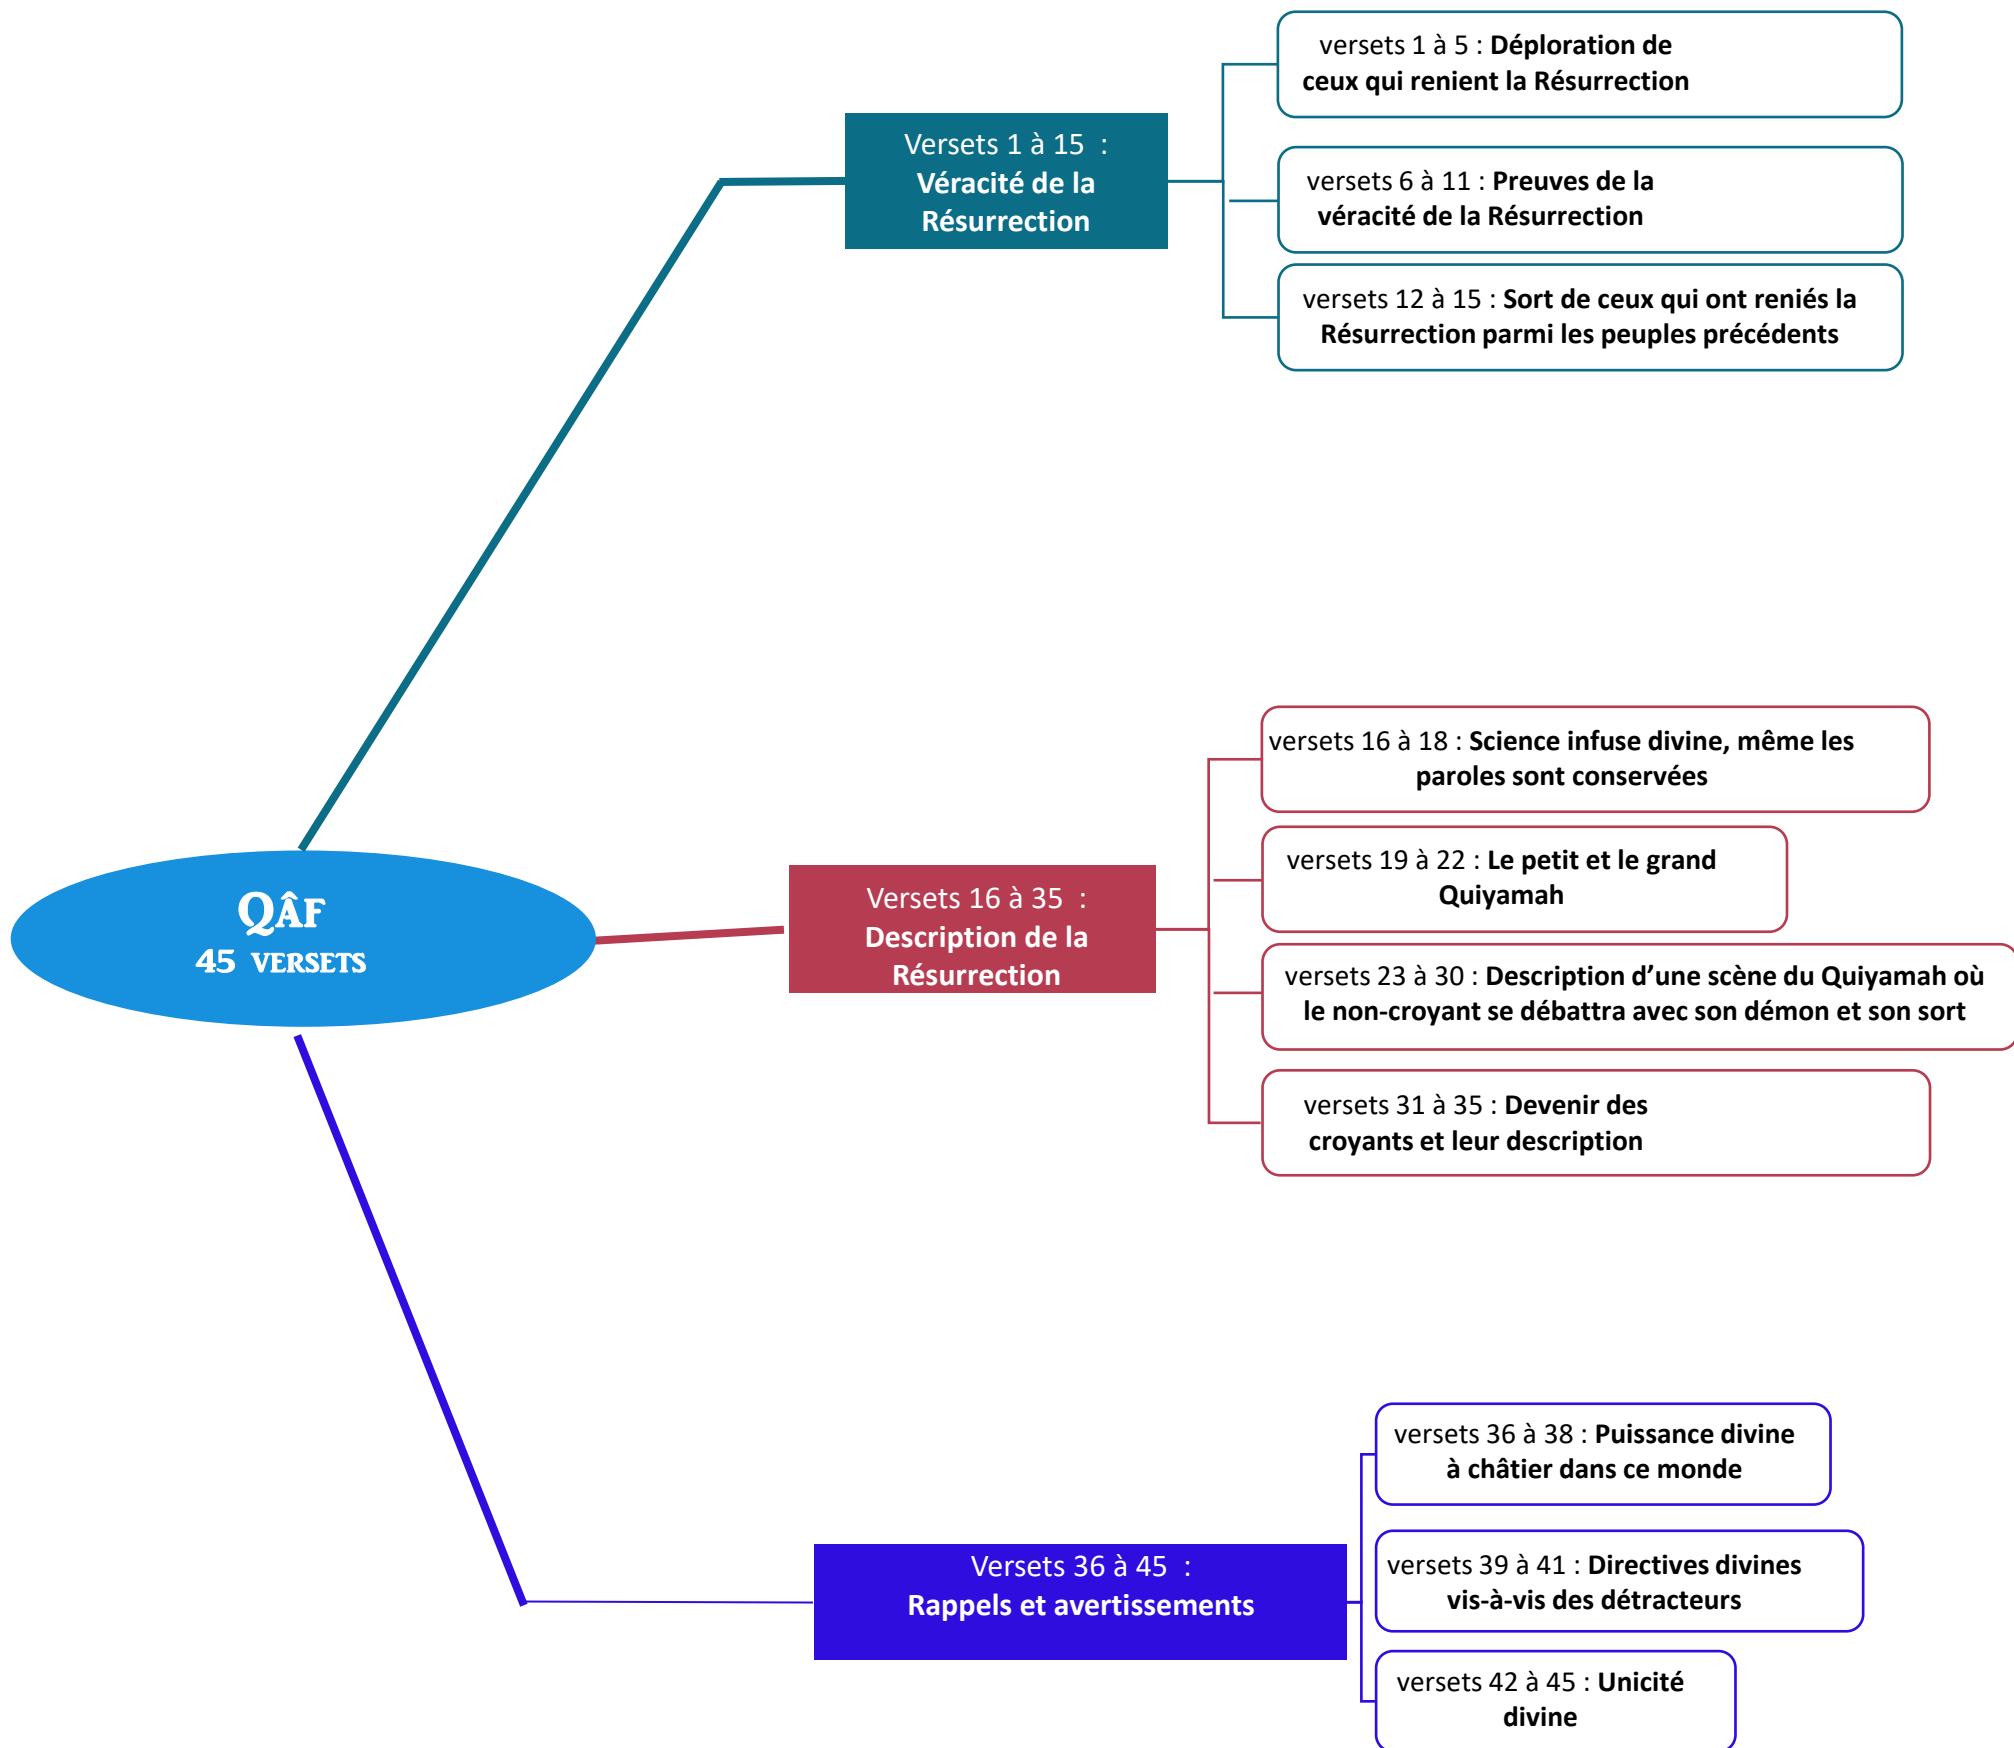 versets 1 à 5 : Déploration de
ceux qui renient la Résurrection
Versets 1 à 15  :
Véracité de la
Résurrection
versets 6 à 11 : Preuves de la
véracité de la Résurrection
versets 12 à 15 : Sort de ceux qui ont reniés la
Résurrection parmi les peuples précédents
versets 16 à 18 : Science infuse divine, même les
paroles sont conservées
versets 19 à 22 : Le petit et le grand
Quiyamah
QÂF
45 VERSETS
Versets 16 à 35  :
Description de la
Résurrection
versets 23 à 30 : Description d’une scène du Quiyamah où
le non-croyant se débattra avec son démon et son sort
versets 31 à 35 : Devenir des
croyants et leur description
versets 36 à 38 : Puissance divine
à châtier dans ce monde
Versets 36 à 45  :
Rappels et avertissements
versets 39 à 41 : Directives divines
vis-à-vis des détracteurs
versets 42 à 45 : Unicité
divine